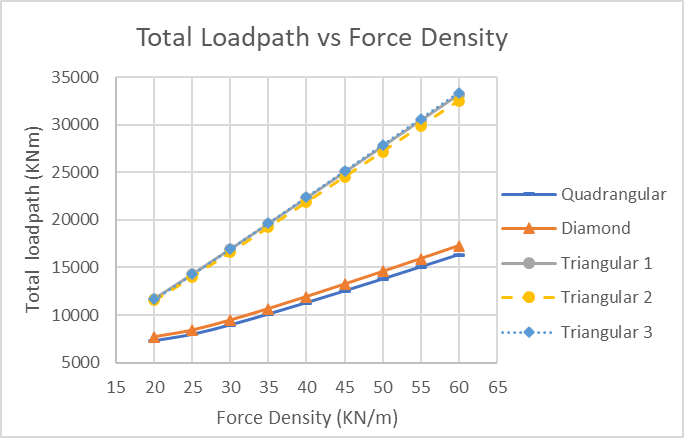 Total Loadpath vs Force Density
35000
30000
25000
20000
15000
10000
5000
Total loadpath (KNm)
15 20 25 30 35 40 45 50 55 60 65
Force Density (KN/m)
Quadrangular
Diamond
Triangular 1
Triangular 2
Triangular 3